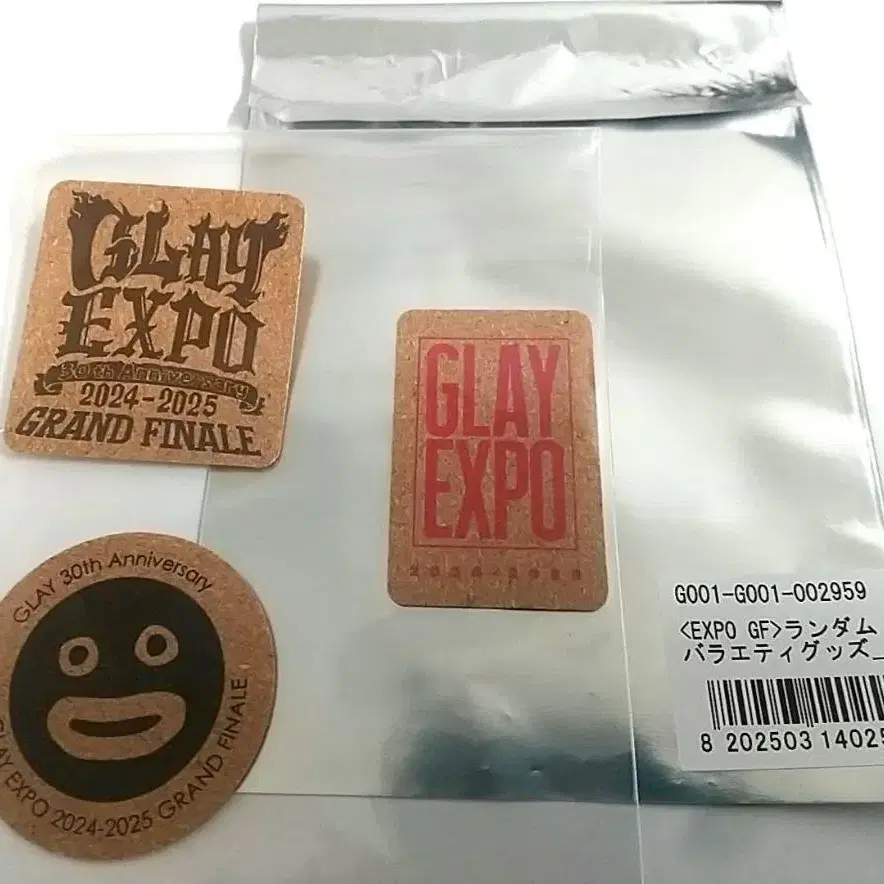 GLAY
EXPO
30th Anniversary
2024-2025
GRAND FINALE
GLAY
EXPO
GLAY 30th Anniversary
GLAY EXPO 2024-2025 GRAND FINALE
G001-G001-002959
<EXPO GF>ランダム
バラエティグッズ_
8 202503 14025